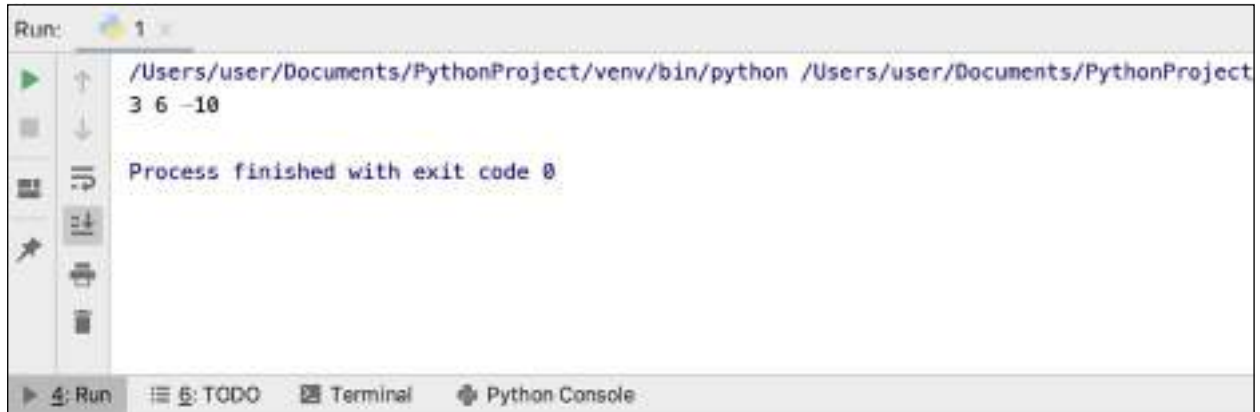 Run: 1
/Users/user/Documents/PythonProject/venv/bin/python /Users/user/Documents/PythonProject
3 6 -10
Process finished with exit code 0
4: Run 6: TODO Terminal Python Console